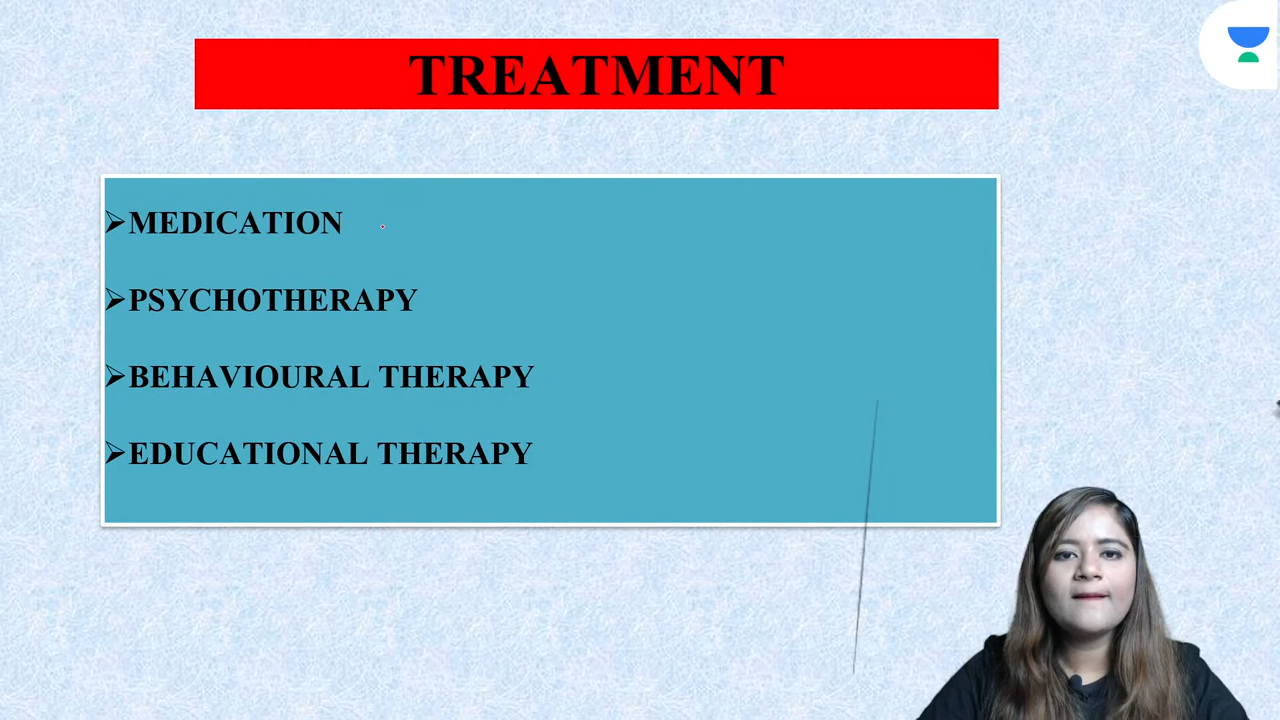 TREATMENT
➢MEDICATION
➢PSYCHOTHERAPY
➢BEHAVIOURAL THERAPY
➢EDUCATIONAL THERAPY